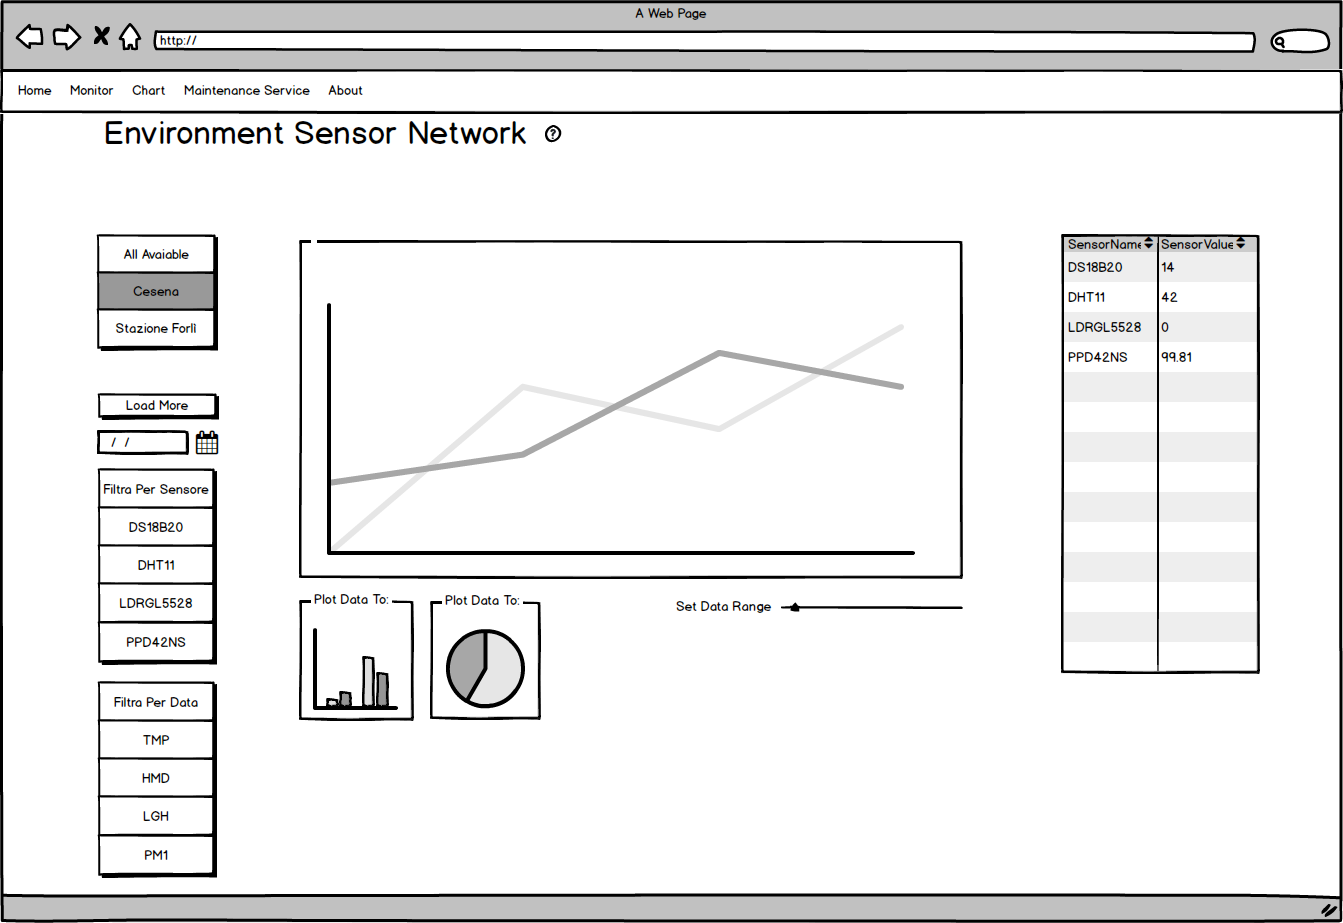 A Web Page
http://
Home Monitor Chart Maintenance Service About
Environment Sensor Network ?
All Avaiable
Cesena
Stazione Forlì
Load More
/ /
Filtra Per Sensore
DS18B20
DHT11
LDRGL5528
PPD42NS
Filtra Per Data
TMP
HMD
LGH
PM1
Plot Data To:
Plot Data To:
Set Data Range
SensorName SensorValue
DS18B20 14
DHT11 42
LDRGL5528 0
PPD42NS 99.81